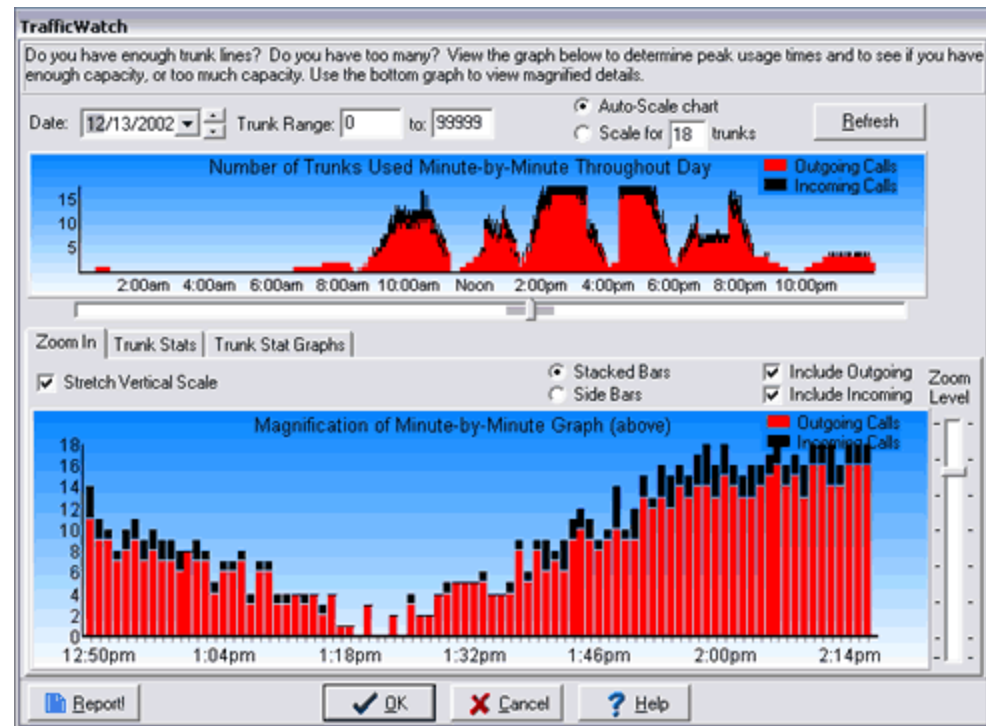 TrafficWatch
Do you have enough trunk lines? Do you have too many? View the graph below to determine peak usage times and to see if you have
enough capacity, or too much capacity. Use the bottom graph to view magnified details.
Date: 12/13/2002 Trunk Range: 0 to: 99999
Auto-Scale chart
Scale for 18 trunks
Refresh
Number of Trunks Used Minute-by-Minute Throughout Day
Outgoing Calls
Incoming Calls
15
10
5
2:00am 4:00am 6:00am 8:00am 10:00am Noon 2:00pm 4:00pm 6:00pm 8:00pm 10:00pm
Zoom In Trunk Stats Trunk Stat Graphs
Stretch Vertical Scale
Stacked Bars
Side Bars
Include Outgoing
Include Incoming
Zoom
Level
Magnification of Minute-by-Minute Graph (above)
Outgoing Calls
Incoming Calls
18
16
14
12
10
8
6
4
2
0
12:50pm 1:04pm 1:18pm 1:32pm 1:46pm 2:00pm 2:14pm
Report! OK Cancel Help